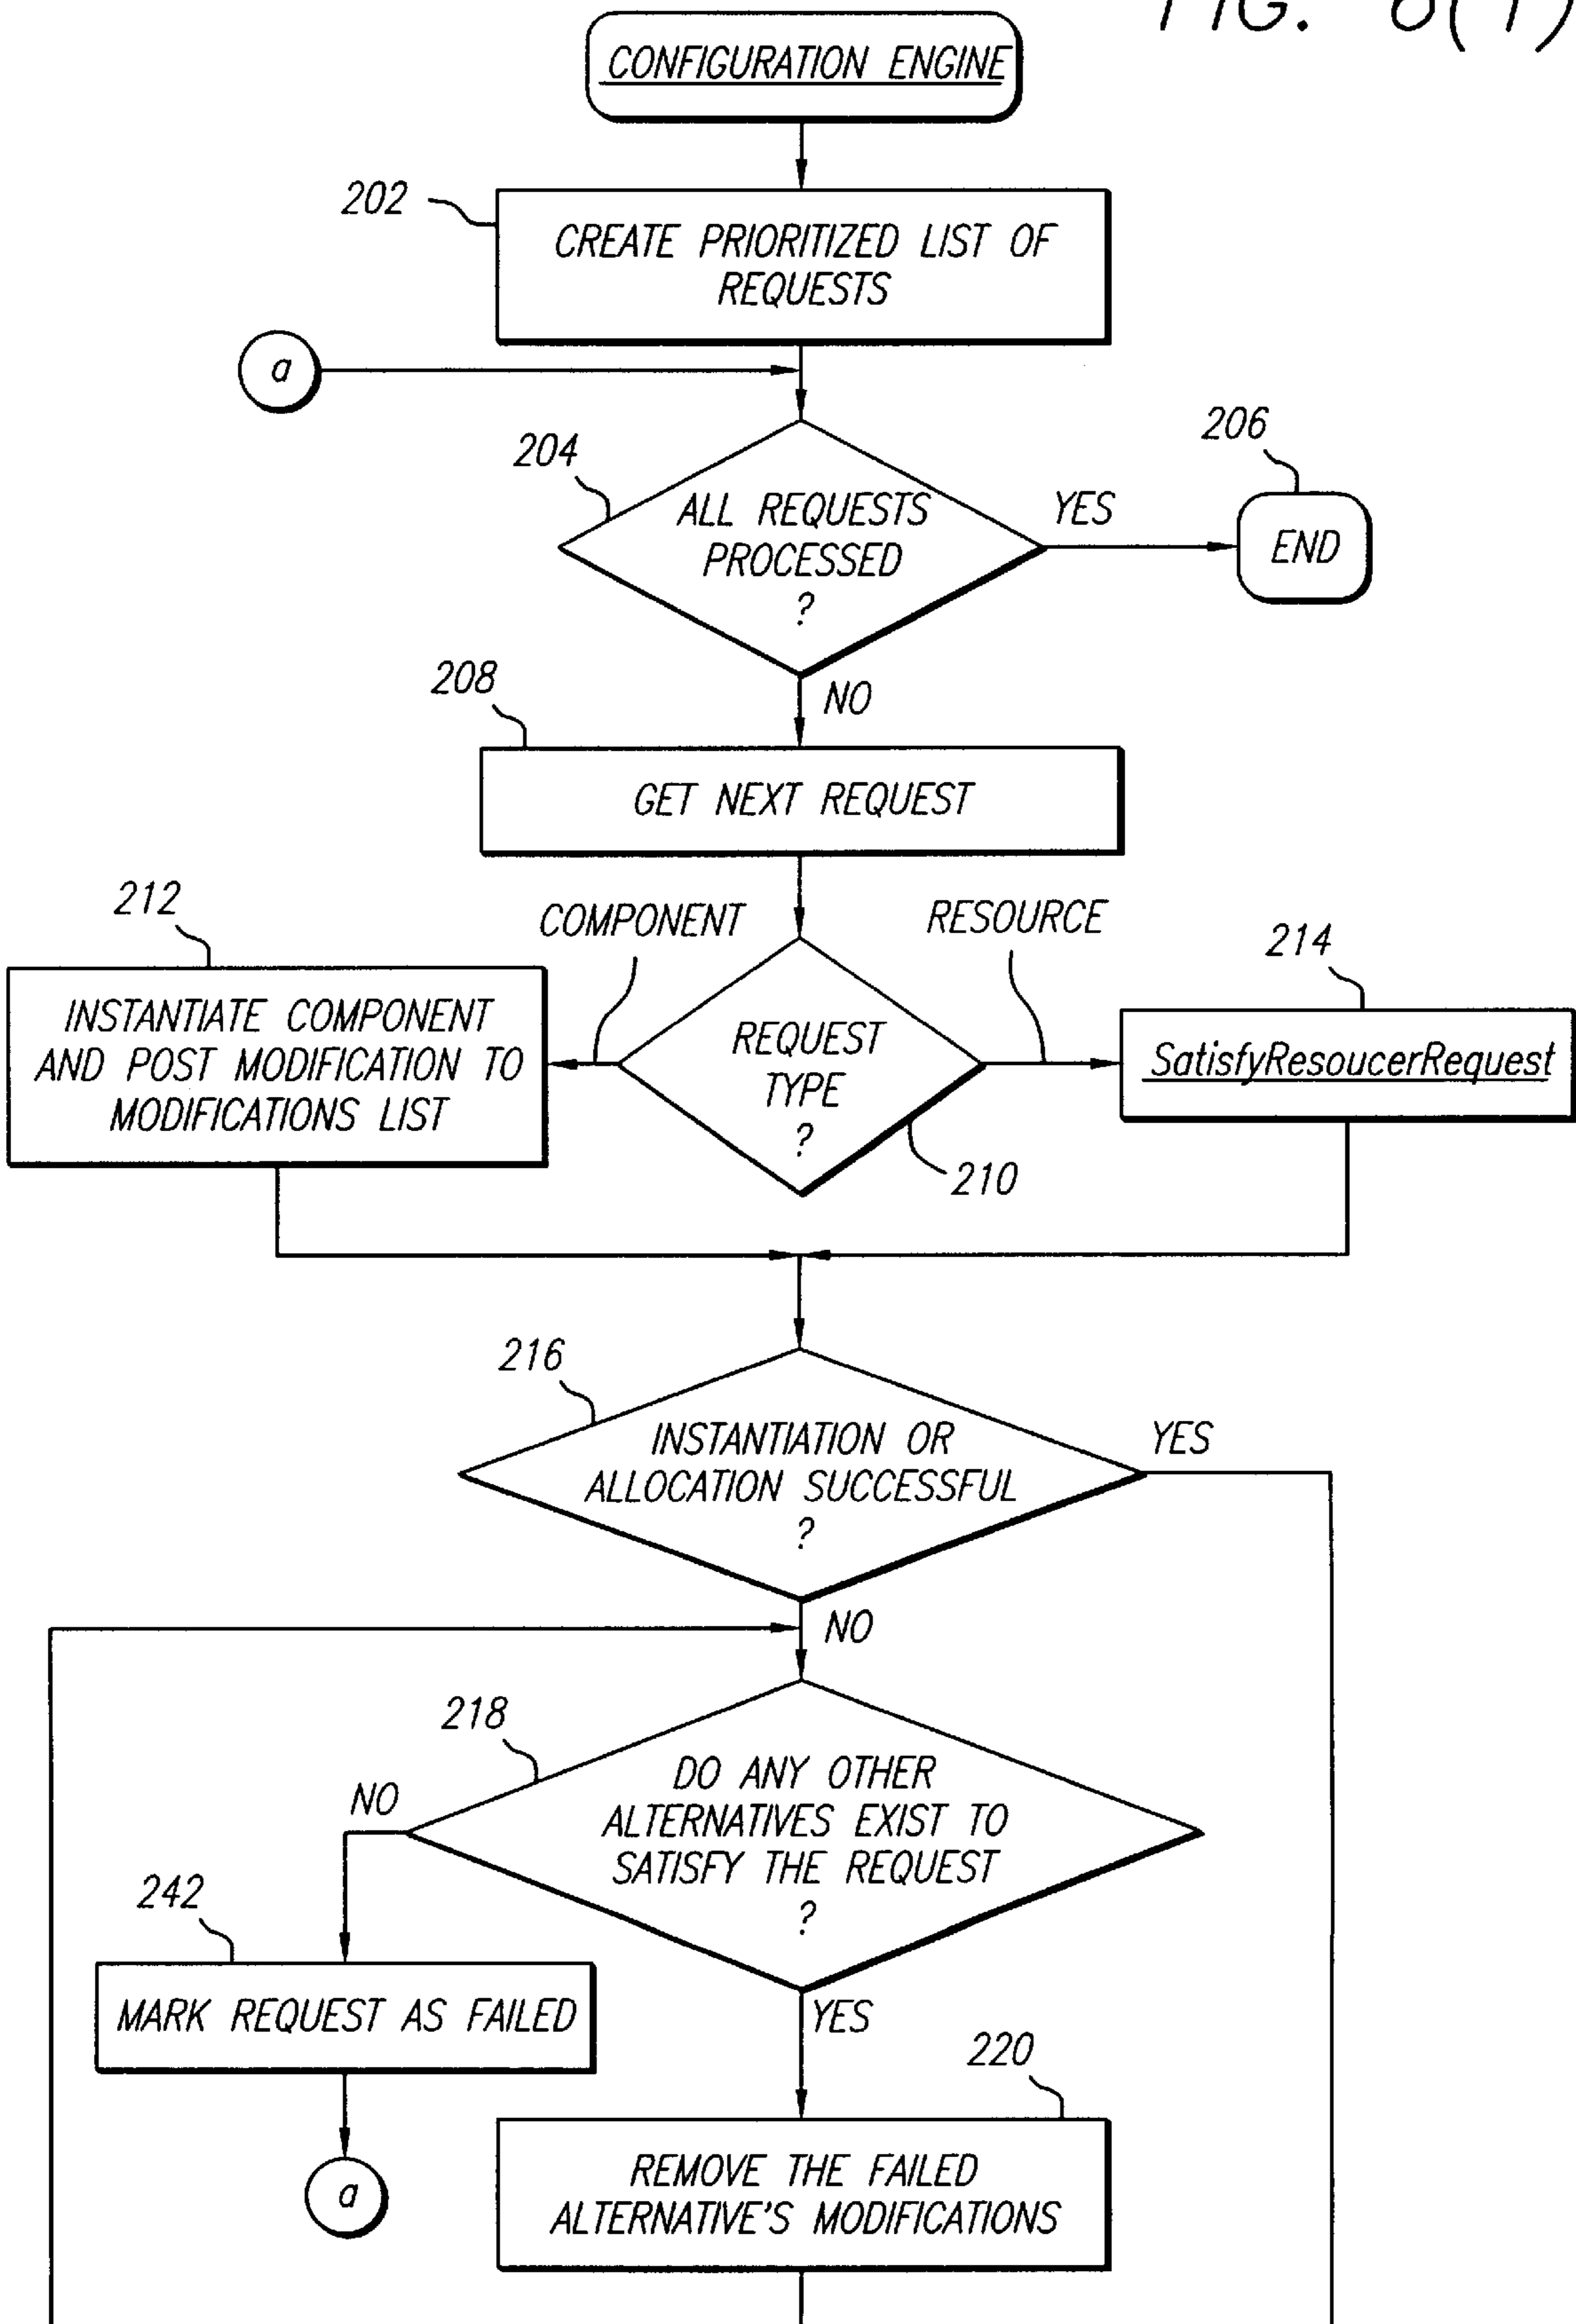 FIG. 6(1)
CONFIGURATION ENGINE
202
CREATE PRIORITIZED LIST OF
REQUESTS
a
204
206
ALL REQUESTS
PROCESSED
?
YES
END
208
NO
GET NEXT REQUEST
212
COMPONENT
RESOURCE
214
INSTANTIATE COMPONENT
AND POST MODIFICATION TO
MODIFICATIONS LIST
REQUEST
TYPE
?
SatisfyResoucerRequest
210
216
INSTANTIATION OR
ALLOCATION SUCCESSFUL
?
YES
NO
218
DO ANY OTHER
ALTERNATIVES EXIST TO
SATISFY THE REQUEST
?
NO
242
MARK REQUEST AS FAILED
YES
220
a
REMOVE THE FAILED
ALTERNATIVE'S MODIFICATIONS